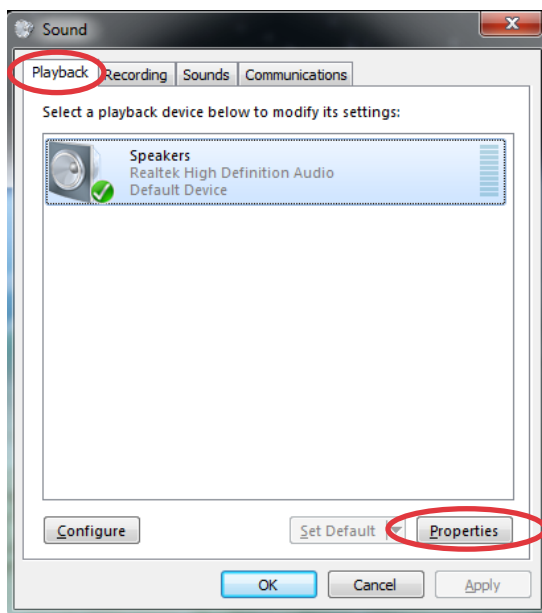 Sound
Playback Recording Sounds Communications
Select a playback device below to modify its settings:
Speakers
Realtek High Definition Audio
Default Device
Configure Set Default Properties
OK Cancel Apply